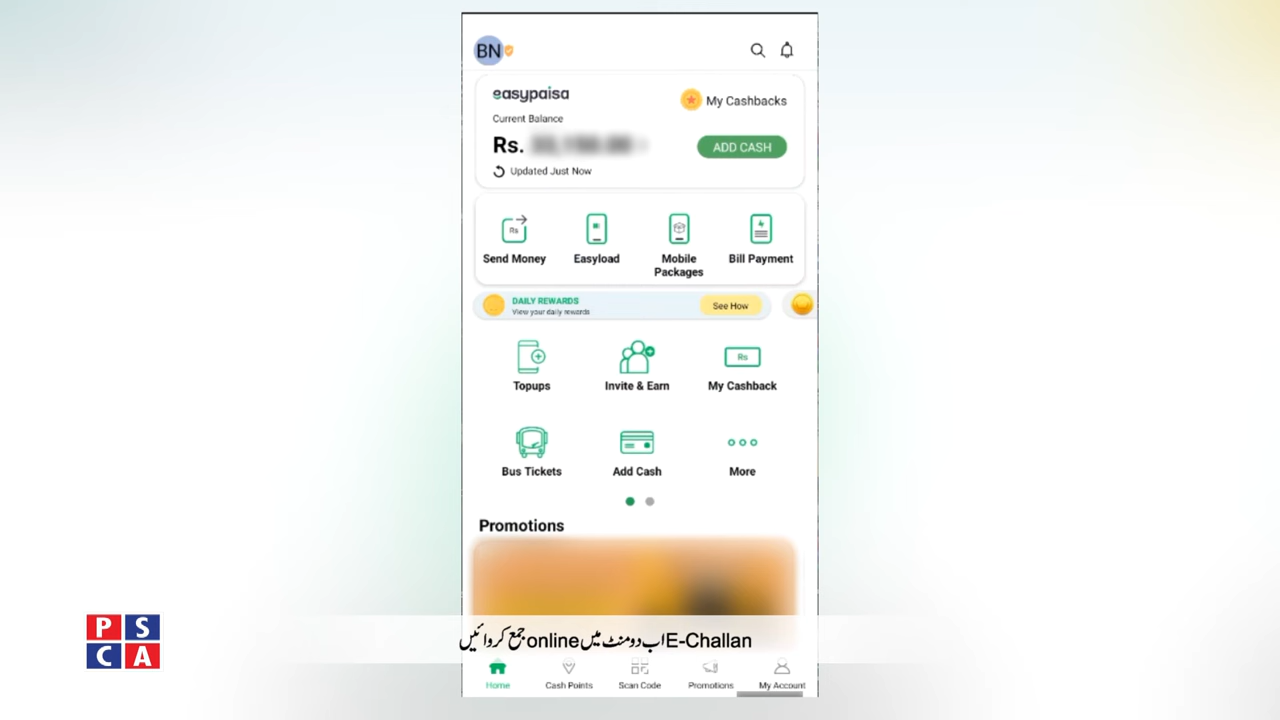 BN
easypaisa
My Cashbacks
Current Balance
Rs.
ADD CASH
Updated Just Now
Rs
Send Money
Easyload
Mobile
Packages
Bill Payment
DAILY REWARDS
View your daily rewards
See How
Topups
Invite & Earn
Rs
My Cashback
Bus Tickets
Add Cash
More
Promotions
E-Challan اب دو منٹ میں online جمع کروائیں
P S
C A
Home
Cash Points
Scan Code
Promotions
My Account